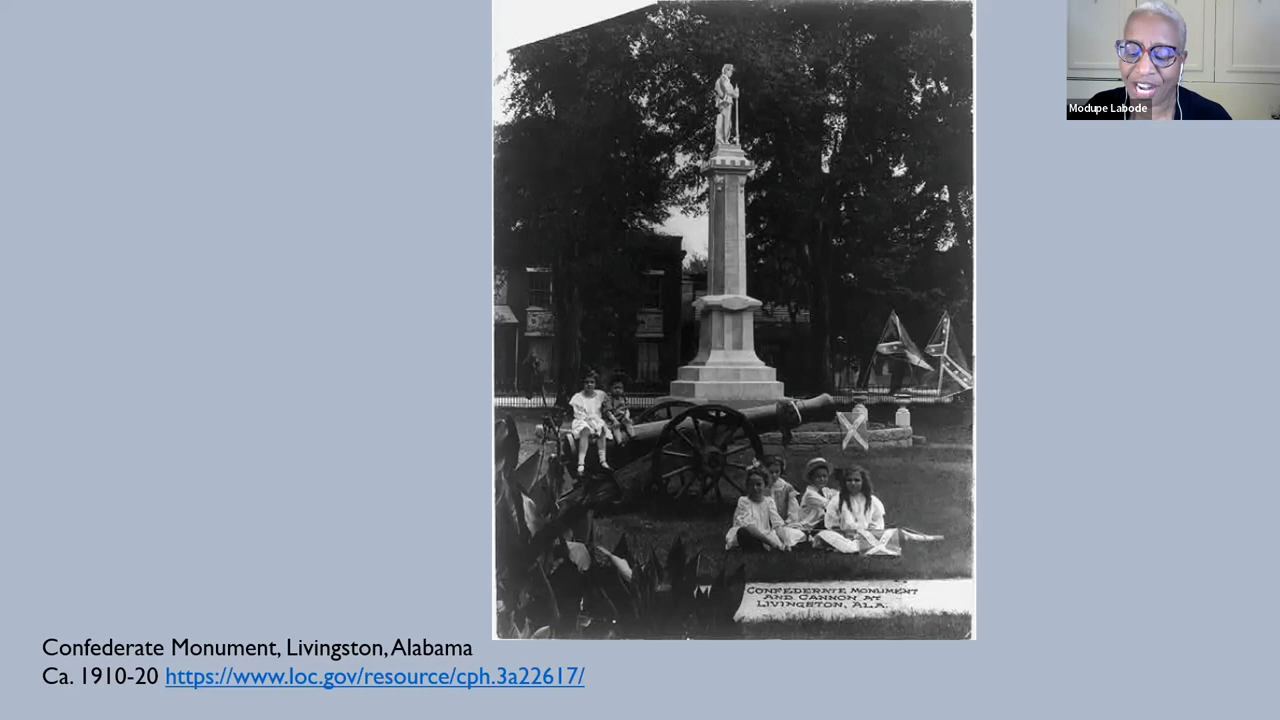 Modupe Labode
CONFEDERATE MONUMENT
AND CANNON AT
LIVINGSTON, ALA.
Confederate Monument, Livingston, Alabama
Ca. 1910-20 https://www.loc.gov/resource/cph.3a22617/